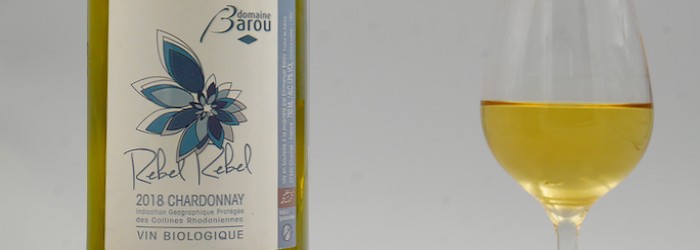 domaine
Barou
Rebel Rebel
2018 CHARDONNAY
Indication Géographique Protégée
des Collines Rhodaniennes
VIN BIOLOGIQUE